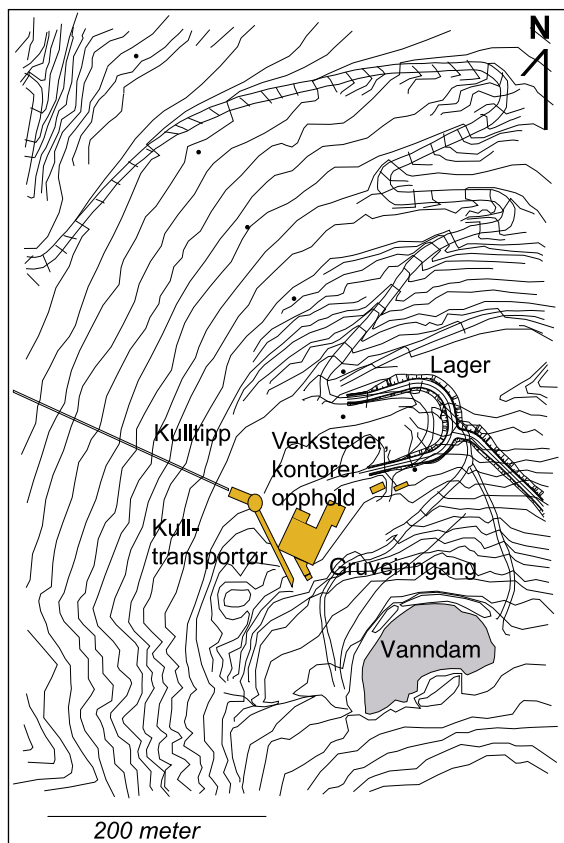 N
Lager
Kulltipp
Verksteder
kontorer
opphold
Kull-
transportør
Gruveinngang
Vanndam
200 meter